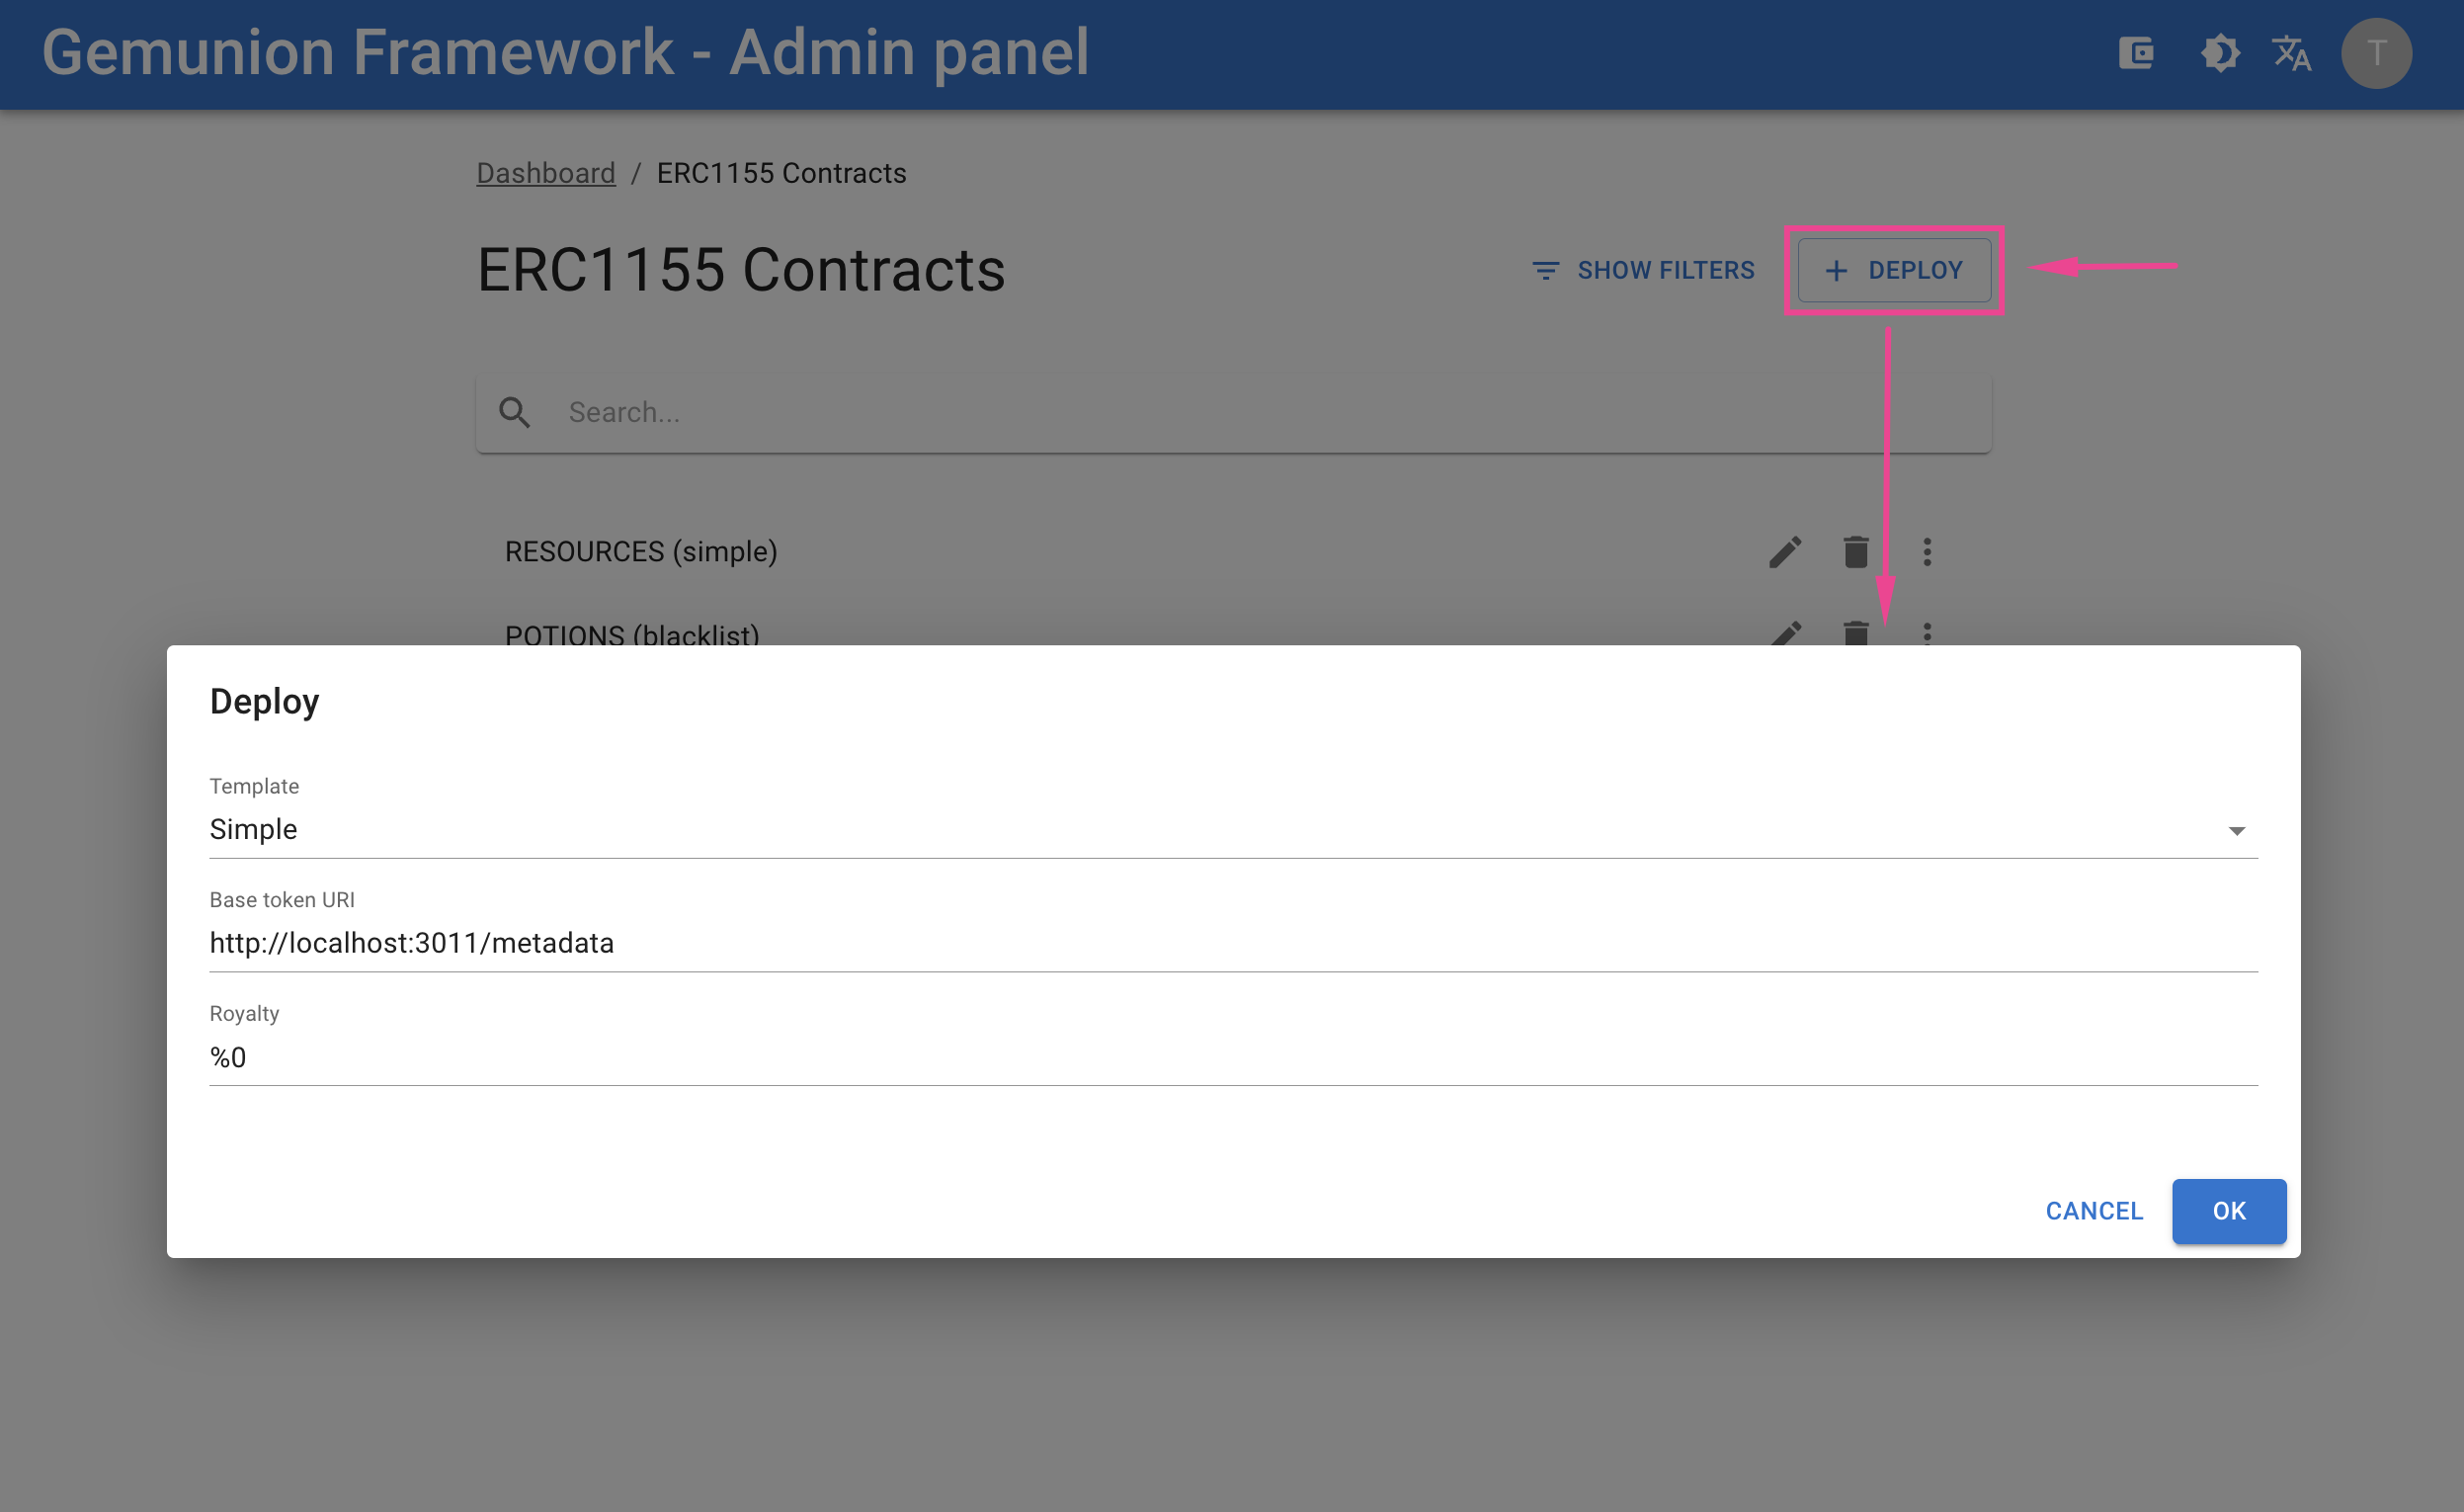 Gemunion Framework - Admin panel
T
Dashboard / ERC1155 Contracts
ERC1155 Contracts
SHOW FILTERS
+ DEPLOY
Search...
RESOURCES (simple)
POTIONS (blacklist)
Deploy
Template
Simple
Base token URI
http://localhost:3011/metadata
Royalty
%0
CANCEL
OK